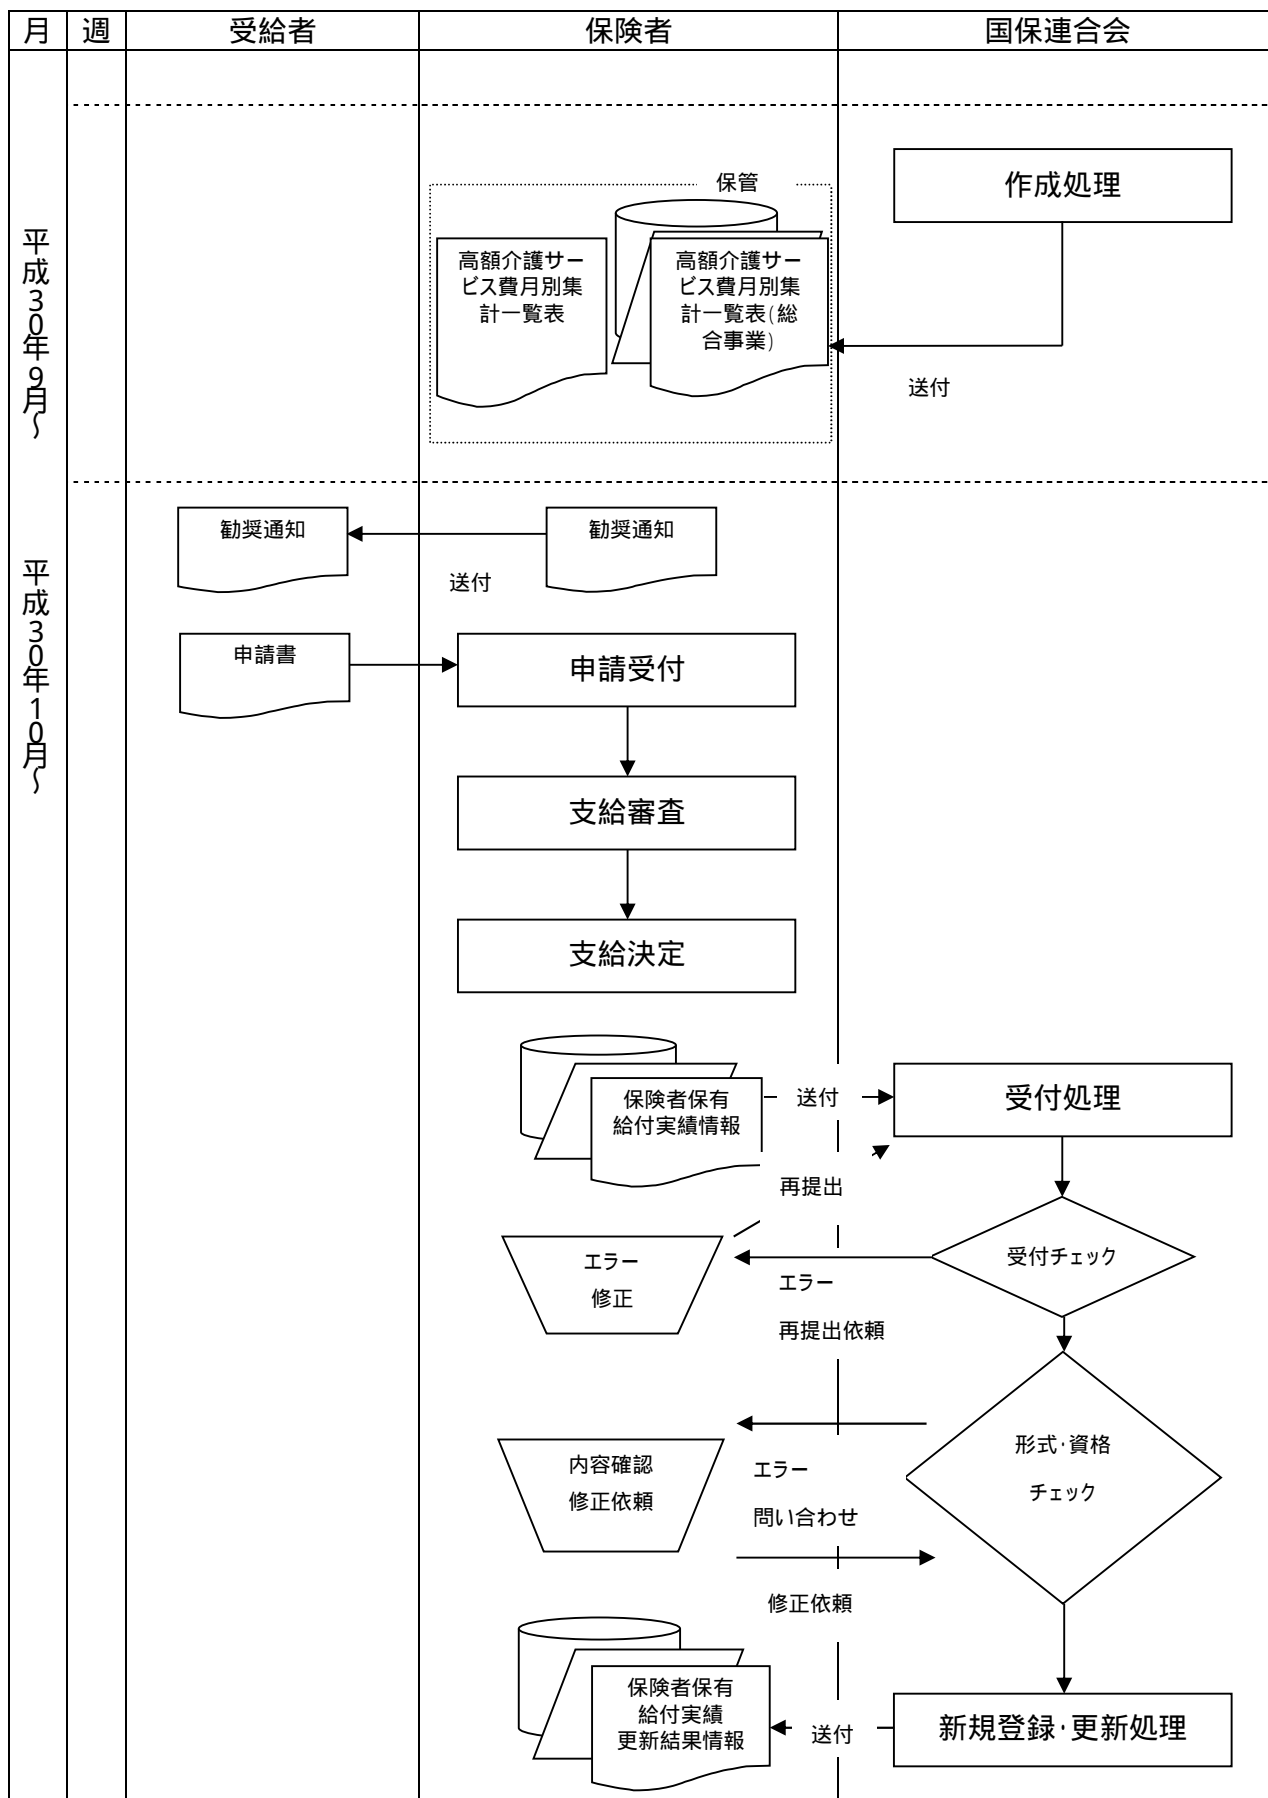 月
週
受給者
保険者
国保連合会
平成30年9月～
作成処理
保管
高額介護サー
ビス費月別集
計一覧表
高額介護サー
ビス費月別集
計一覧表(総
合事業)
送付
平成30年10月～
勧奨通知
勧奨通知
送付
申請書
申請受付
支給審査
支給決定
保険者保有
給付実績情報
送付
受付処理
再提出
受付チェック
エラー
修正
エラー
再提出依頼
形式・資格
チェック
内容確認
修正依頼
エラー
問い合わせ
修正依頼
保険者保有
給付実績
更新結果情報
送付
新規登録・更新処理